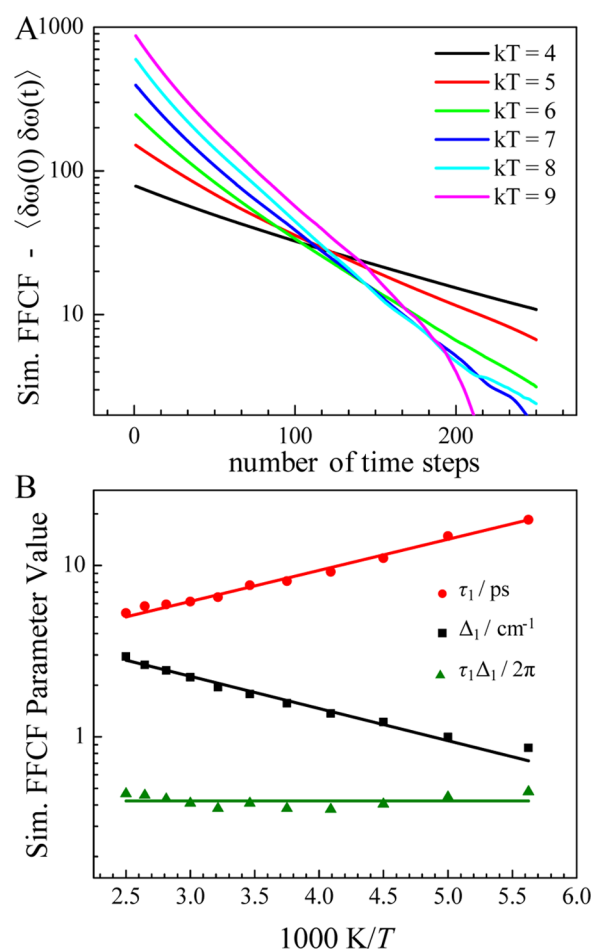 A
1000
100
10
Sim. FFCF - ⟨δω(0) δω(t)⟩
kT = 4
kT = 5
kT = 6
kT = 7
kT = 8
kT = 9
0
100
200
number of time steps
B
10
1
Sim. FFCF Parameter Value
τ₁ / ps
Δ₁ / cm⁻¹
τ₁Δ₁ / 2π
2.5 3.0 3.5 4.0 4.5 5.0 5.5 6.0
1000 K/T